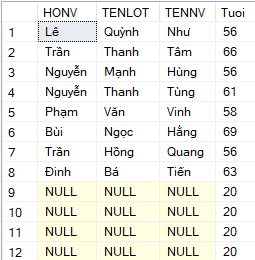 HONV TENLOT TENNV Tuoi
1 Lê Quỳnh Như 56
2 Trần Thanh Tâm 66
3 Nguyễn Mạnh Hùng 56
4 Nguyễn Thanh Tùng 61
5 Phạm Văn Vinh 58
6 Bùi Ngọc Hằng 69
7 Trần Hồng Quang 56
8 Đinh Bá Tiến 63
9 NULL NULL NULL 20
10 NULL NULL NULL 20
11 NULL NULL NULL 20
12 NULL NULL NULL 20